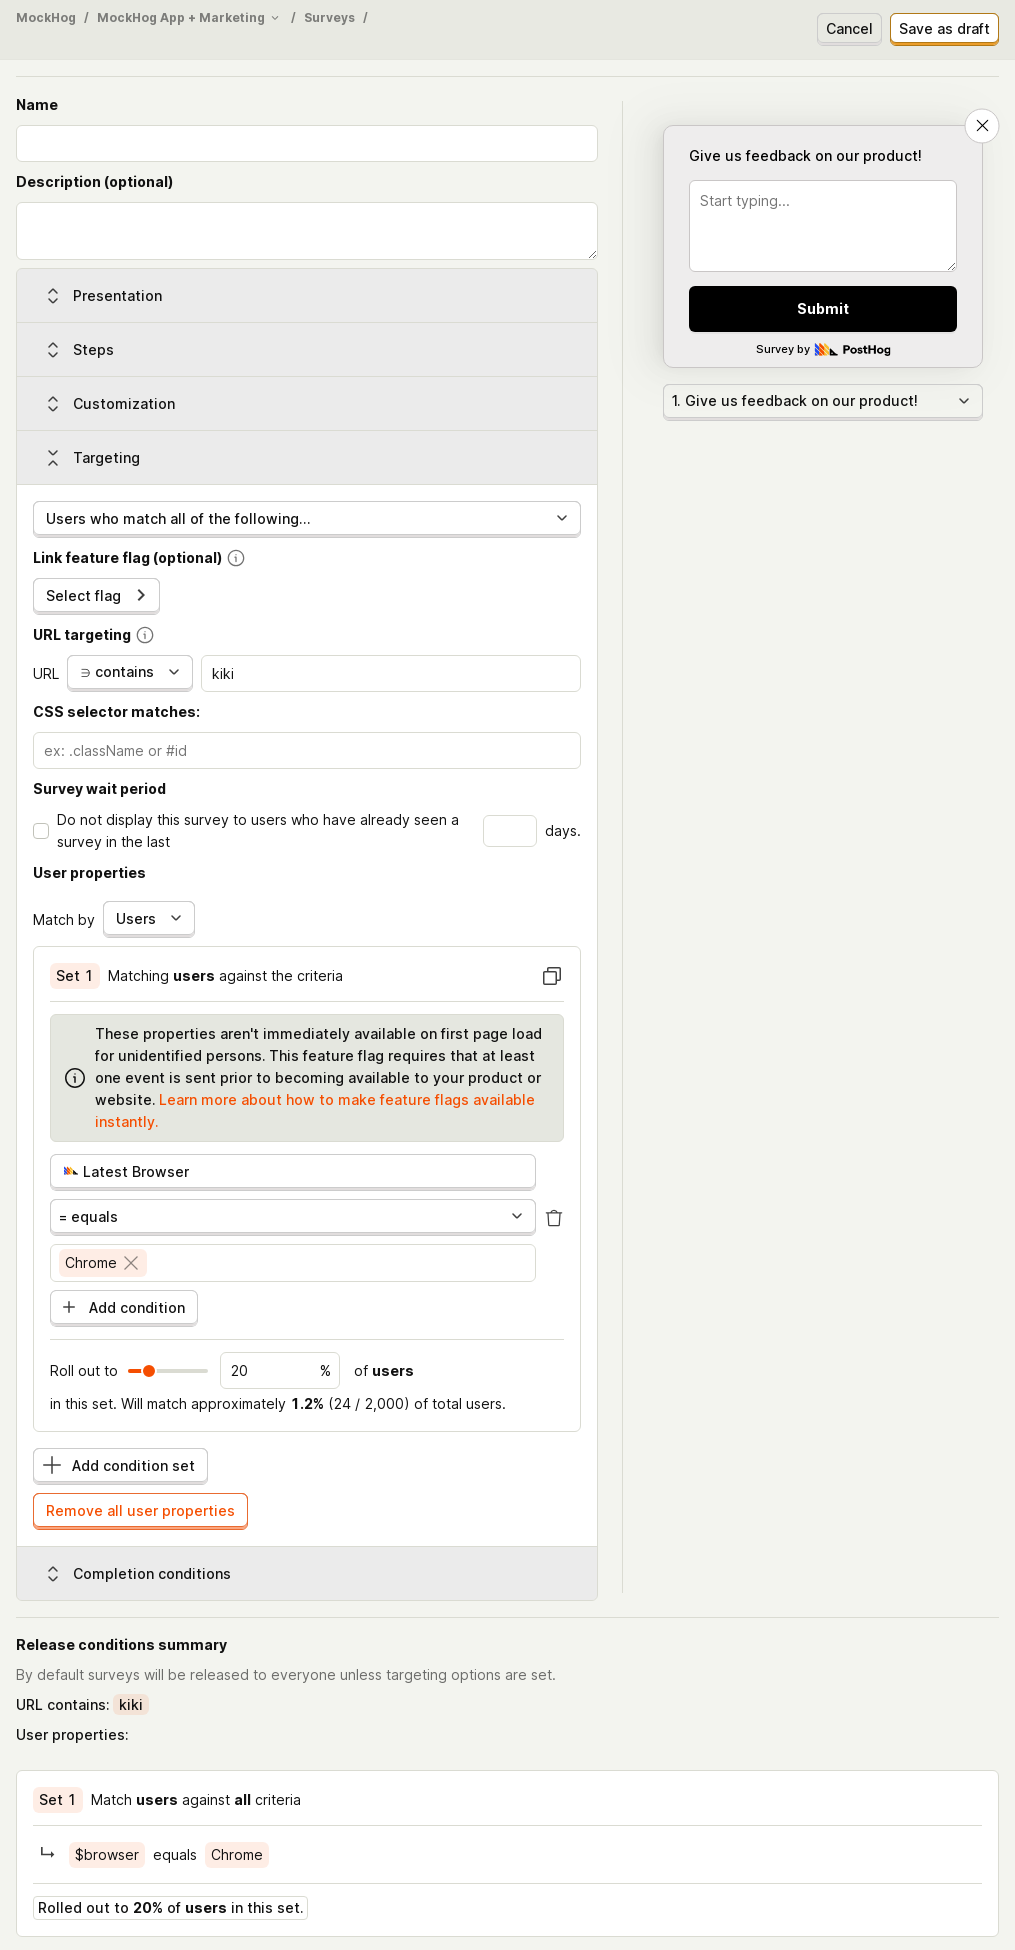 MockHog / MockHog App + Marketing / Surveys /
Cancel
Save as draft
Name
Description (optional)
Presentation
Steps
Customization
Targeting
Users who match all of the following...
Link feature flag (optional)
Select flag
URL targeting
URL
∋ contains
kiki
CSS selector matches:
ex: .className or #id
Survey wait period
Do not display this survey to users who have already seen a
survey in the last
days.
User properties
Match by
Users
Set 1 Matching users against the criteria
These properties aren't immediately available on first page load
for unidentified persons. This feature flag requires that at least
one event is sent prior to becoming available to your product or
website. Learn more about how to make feature flags available
instantly.
Latest Browser
= equals
Chrome
Add condition
Roll out to 20 % of users
in this set. Will match approximately 1.2% (24 / 2,000) of total users.
Add condition set
Remove all user properties
Completion conditions
Give us feedback on our product!
Start typing...
Submit
Survey by PostHog
1. Give us feedback on our product!
Release conditions summary
By default surveys will be released to everyone unless targeting options are set.
URL contains: kiki
User properties:
Set 1 Match users against all criteria
$browser equals Chrome
Rolled out to 20% of users in this set.